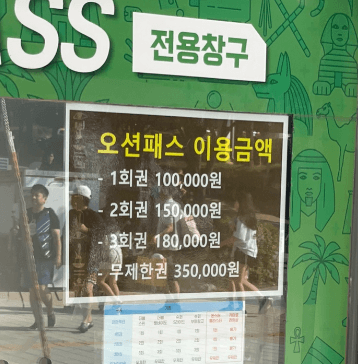 ASS
전용창구
오션패스 이용금액
- 1회권 100,000원
- 2회권 150,000원
- 3회권 180,000원
- 무제한권 350,000원